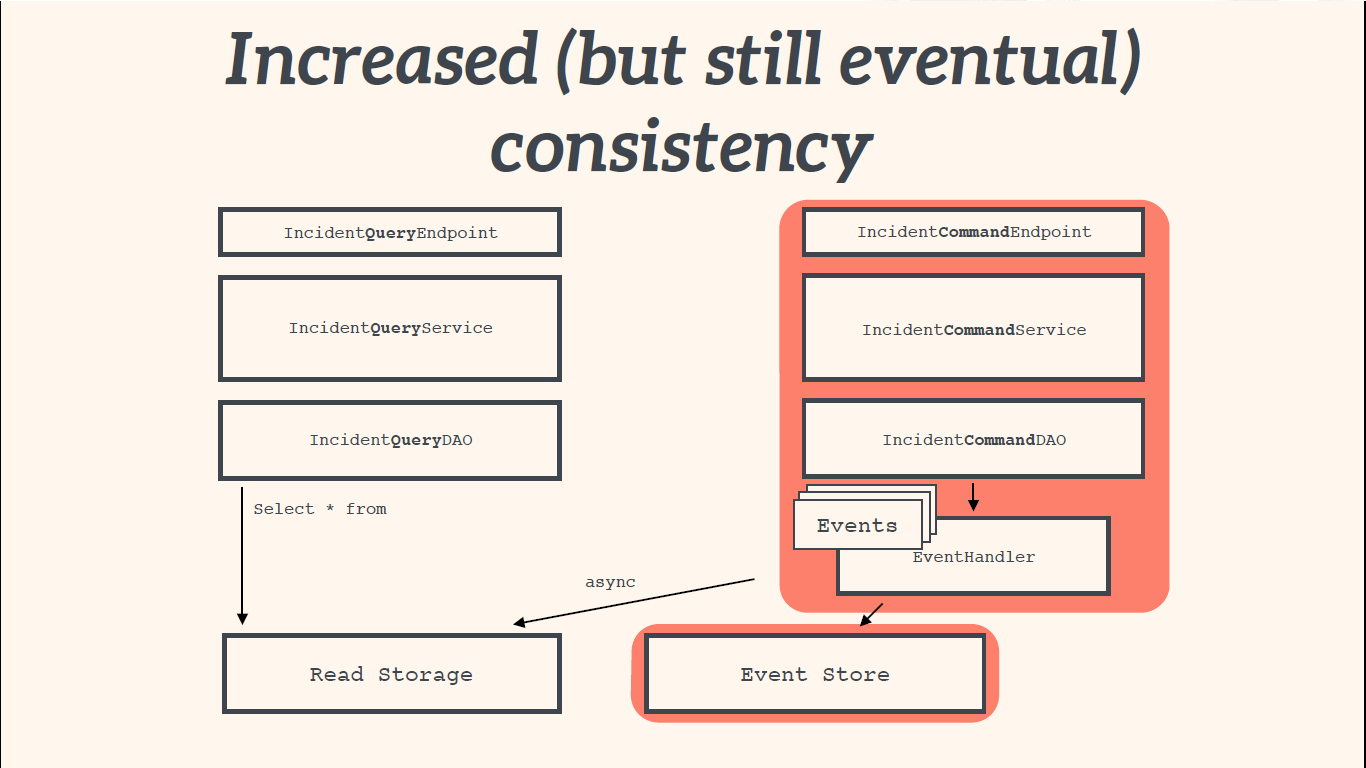 Increased (but still eventual)
consistency
IncidentQueryEndpoint
IncidentQueryService
IncidentQueryDAO
Select * from
Read Storage
IncidentCommandEndpoint
IncidentCommandService
IncidentCommandDAO
Events
EventHandler
async
Event Store